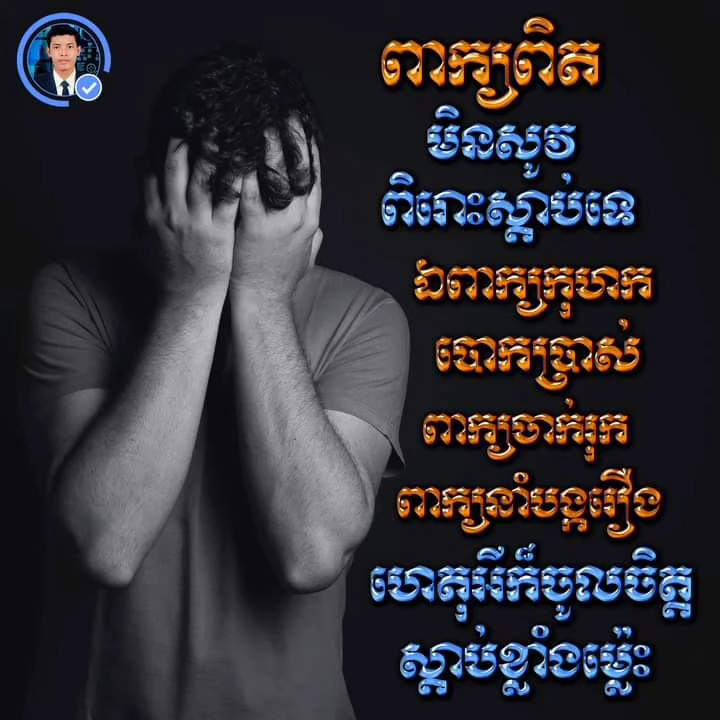 ពាក្យពិត
មិនសូវ
ពិរោះស្តាប់ទេ
ឯពាក្យកុហក
បោកប្រាស់
ពាក្យចាក់រុក
ពាក្យនាំបង្ករឿង
ហេតុអីក៏ចូលចិត្ត
ស្តាប់ខ្លាំងម្ល៉េះ